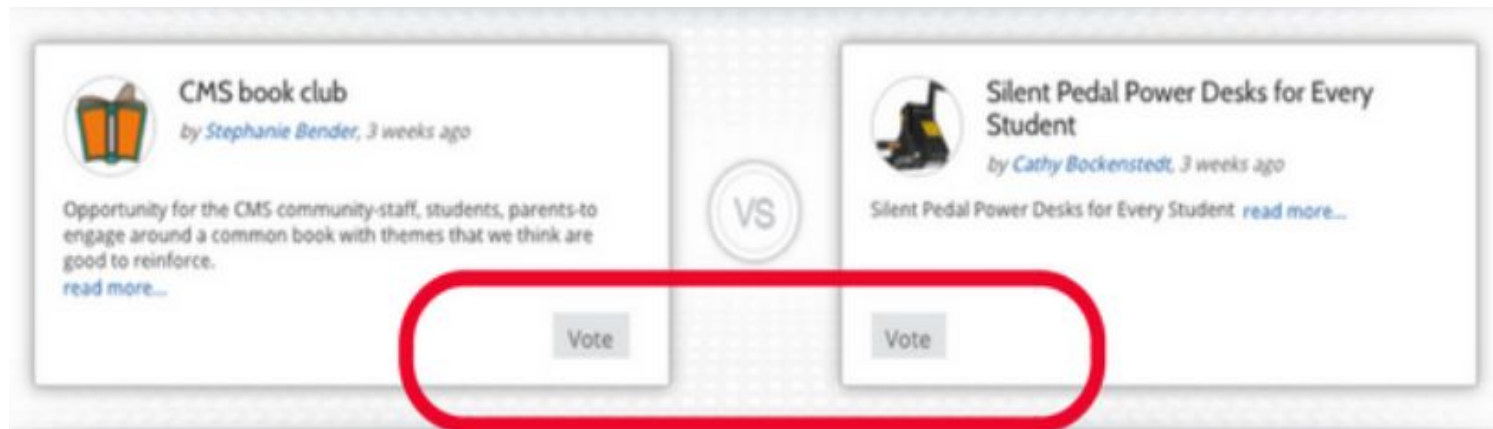 CMS book club
by Stephanie Bender, 3 weeks ago
Opportunity for the CMS community-staff, students, parents-to
engage around a common book with themes that we think are
good to reinforce.
read more...
Vote
VS
Silent Pedal Power Desks for Every
Student
by Cathy Bockenstedt, 3 weeks ago
Silent Pedal Power Desks for Every Student read more...
Vote